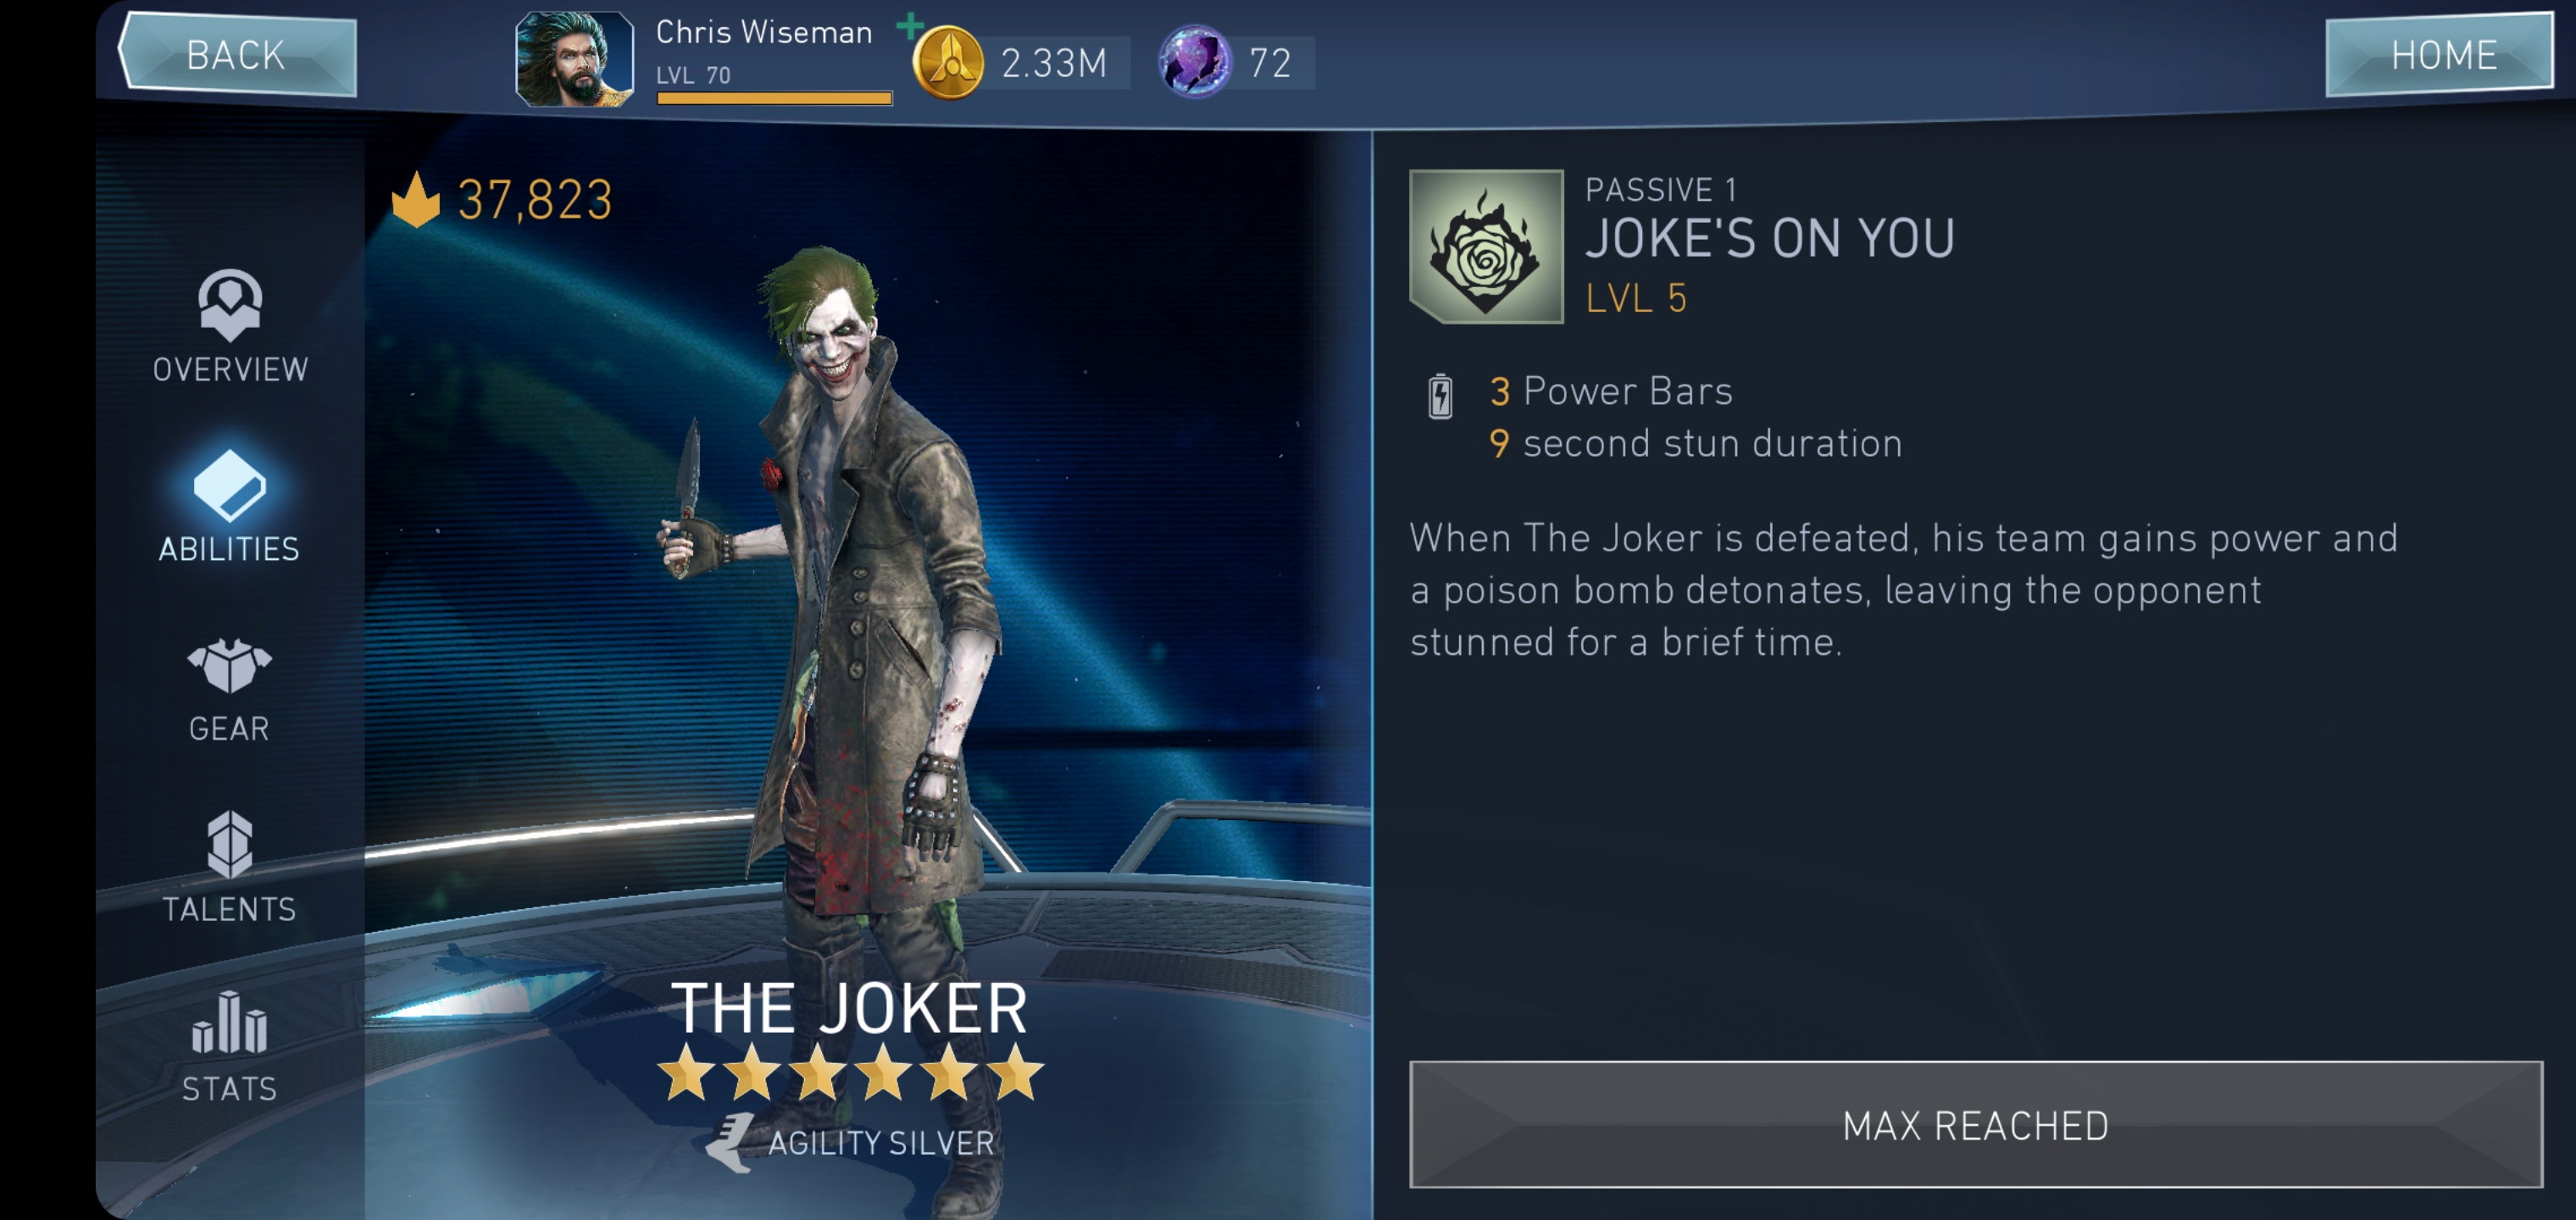 BACK
Chris Wiseman
LVL 70
2.33M
72
HOME
37,823
OVERVIEW
ABILITIES
GEAR
TALENTS
STATS
THE JOKER
AGILITY SILVER
PASSIVE 1
JOKE'S ON YOU
LVL 5
3 Power Bars
9 second stun duration
When The Joker is defeated, his team gains power and
a poison bomb detonates, leaving the opponent
stunned for a brief time.
MAX REACHED